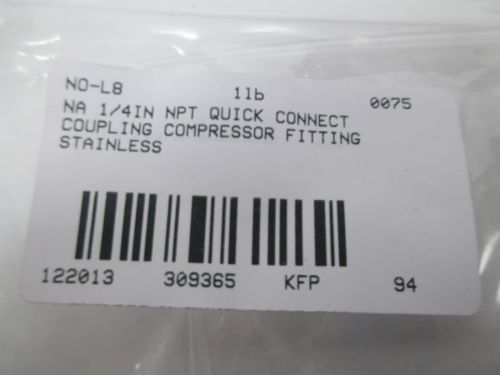 NO-L8 1lb 0075
NA 1/4IN NPT QUICK CONNECT
COUPLING COMPRESSOR FITTING
STAINLESS
122013 309365 KFP 94